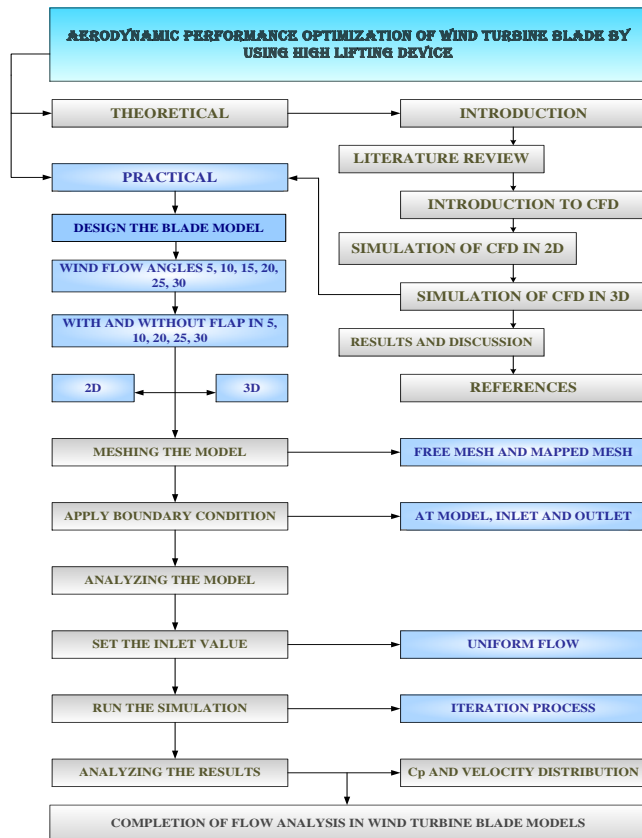 AERODYNAMIC PERFORMANCE OPTIMIZATION OF WIND TURBINE BLADE BY
USING HIGH LIFTING DEVICE
THEORETICAL
INTRODUCTION
LITERATURE REVIEW
PRACTICAL
INTRODUCTION TO CFD
DESIGN THE BLADE MODEL
SIMULATION OF CFD IN 2D
WIND FLOW ANGLES 5, 10, 15, 20,
25, 30
SIMULATION OF CFD IN 3D
WITH AND WITHOUT FLAP IN 5,
10, 20, 25, 30
RESULTS AND DISCUSSION
2D
3D
REFERENCES
MESHING THE MODEL
FREE MESH AND MAPPED MESH
APPLY BOUNDARY CONDITION
AT MODEL, INLET AND OUTLET
ANALYZING THE MODEL
SET THE INLET VALUE
UNIFORM FLOW
RUN THE SIMULATION
ITERATION PROCESS
ANALYZING THE RESULTS
Cp AND VELOCITY DISTRIBUTION
COMPLETION OF FLOW ANALYSIS IN WIND TURBINE BLADE MODELS